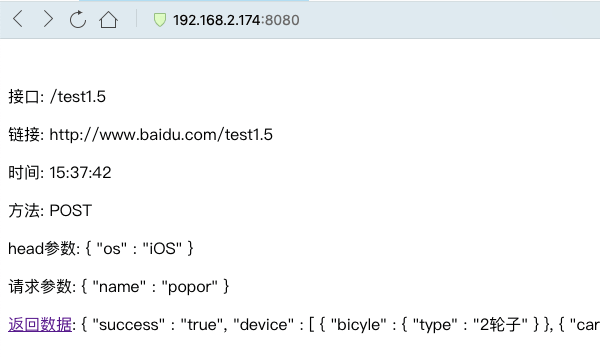 192.168.2.174:8080
接口: /test1.5
链接: http://www.baidu.com/test1.5
时间: 15:37:42
方法: POST
head参数: { "os" : "iOS" }
请求参数: { "name" : "popor" }
返回数据: { "success" : "true", "device" : [ { "bicyle" : { "type" : "2轮子" } }, { "car